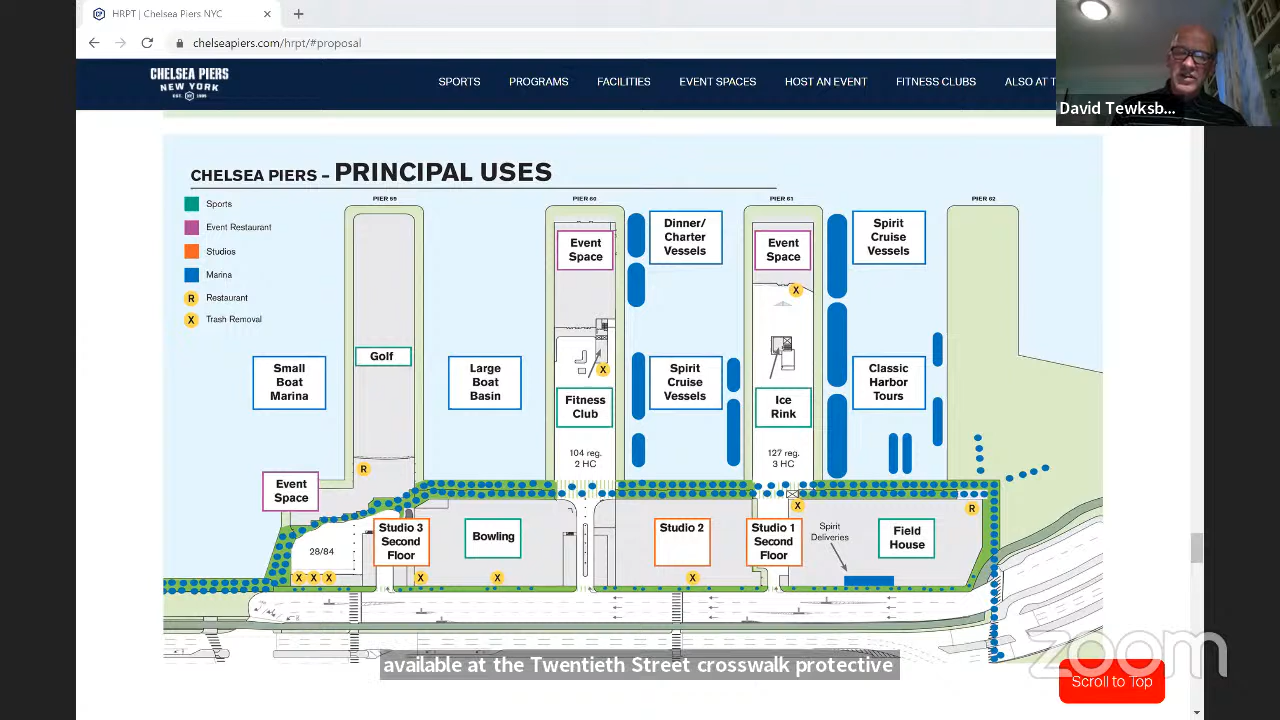 HRPT | Chelsea Piers NYC
chelseapiers.com/hrpt/#proposal
CHELSEA PIERS
NEW YORK
EST. 1995
SPORTS PROGRAMS FACILITIES EVENT SPACES HOST AN EVENT FITNESS CLUBS ALSO AT T
David Tewksb...
CHELSEA PIERS – PRINCIPAL USES
Sports
Event Restaurant
Studios
Marina
R Restaurant
X Trash Removal
PIER 59
PIER 60
PIER 61
PIER 62
Event
Space
Dinner/
Charter
Vessels
Event
Space
Spirit
Cruise
Vessels
X
Golf
Small
Boat
Marina
Large
Boat
Basin
X
Fitness
Club
Spirit
Cruise
Vessels
Ice
Rink
Classic
Harbor
Tours
104 reg.
2 HC
127 reg.
3 HC
R
Event
Space
X
R
28/84
Studio 3
Second
Floor
Bowling
Studio 2
Studio 1
Second
Floor
Spirit
Deliveries
Field
House
X X X X X X
available at the Twentieth Street crosswalk protective
zoom
Scroll to Top